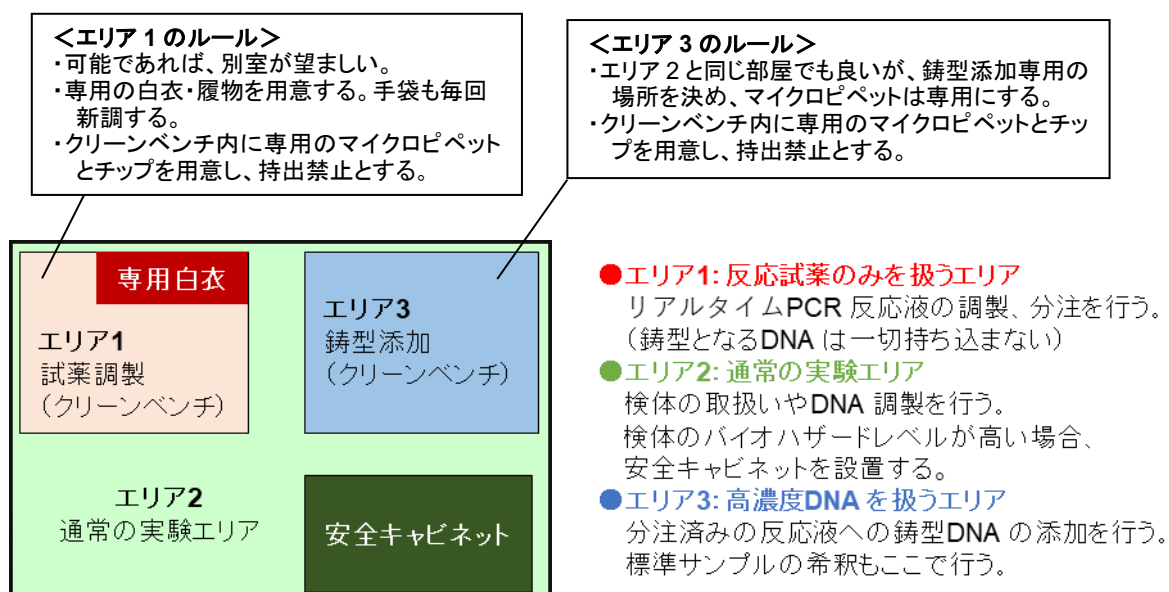 ＜エリア 1 のルール＞
・可能であれば、別室が望ましい。
・専用の白衣・履物を用意する。手袋も毎回
新調する。
・クリーンベンチ内に専用のマイクロピペット
とチップを用意し、持出禁止とする。
＜エリア 3 のルール＞
・エリア 2 と同じ部屋でも良いが、鋳型添加専用の
場所を決め、マイクロピペットは専用にする。
・クリーンベンチ内に専用のマイクロピペットとチッ
プを用意し、持出禁止とする。
専用白衣
エリア1
試薬調製
（クリーンベンチ）
エリア3
鋳型添加
（クリーンベンチ）
エリア2
通常の実験エリア
安全キャビネット
●エリア1: 反応試薬のみを扱うエリア
リアルタイムPCR 反応液の調製、分注を行う。
（鋳型となるDNA は一切持ち込まない）
●エリア2: 通常の実験エリア
検体の取扱いやDNA 調製を行う。
検体のバイオハザードレベルが高い場合、
安全キャビネットを設置する。
●エリア3: 高濃度DNA を扱うエリア
分注済みの反応液への鋳型DNA の添加を行う。
標準サンプルの希釈もここで行う。